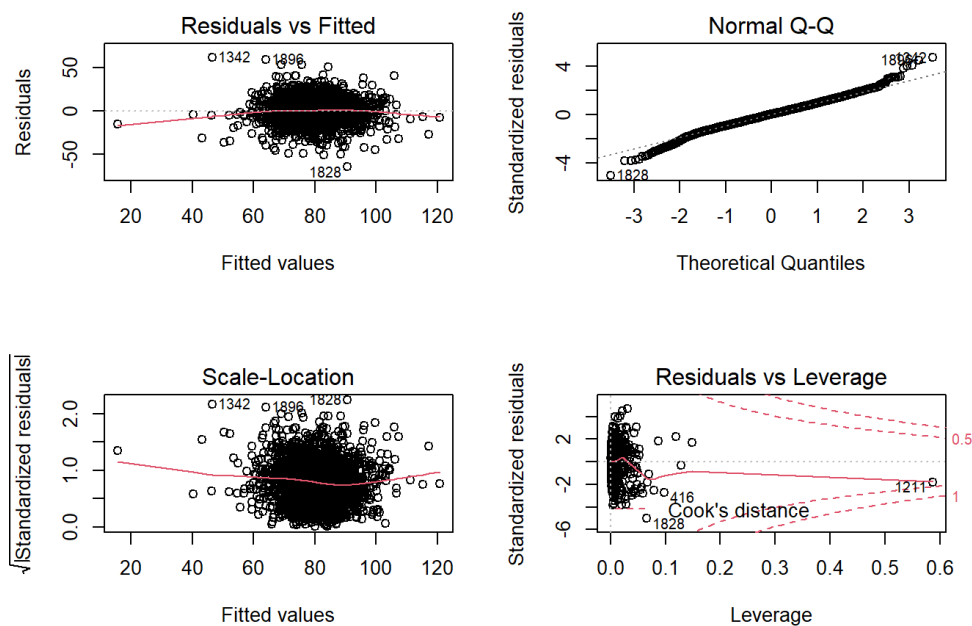 Residuals vs Fitted
Residuals
50
0
50
1342
1896
1828
20 40 60 80 100 120
Fitted values
Normal Q-Q
Standardized residuals
4
0
-4
1828
-3 -2 -1 0 1 2 3
Theoretical Quantiles
Scale-Location
√|Standardized residuals|
2.0
1.0
0.0
1342
1896
1828
20 40 60 80 100 120
Fitted values
Residuals vs Leverage
Standardized residuals
2
-2
-6
0.5
1
1211
416
Cook's distance
1828
0.0 0.1 0.2 0.3 0.4 0.5 0.6
Leverage